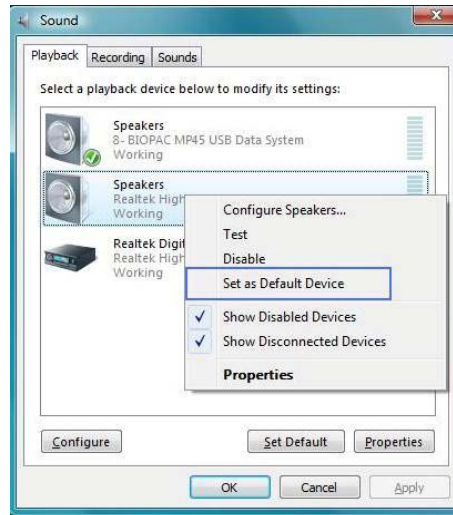 Sound
Playback Recording Sounds
Select a playback device below to modify its settings:
Speakers
8- BIOPAC MP45 USB Data System
Working
Speakers
Realtek High
Working
Configure Speakers...
Test
Realtek Digit
Disable
Realtek High
Set as Default Device
Working
Show Disabled Devices
Show Disconnected Devices
Properties
Configure Set Default Properties
OK Cancel Apply